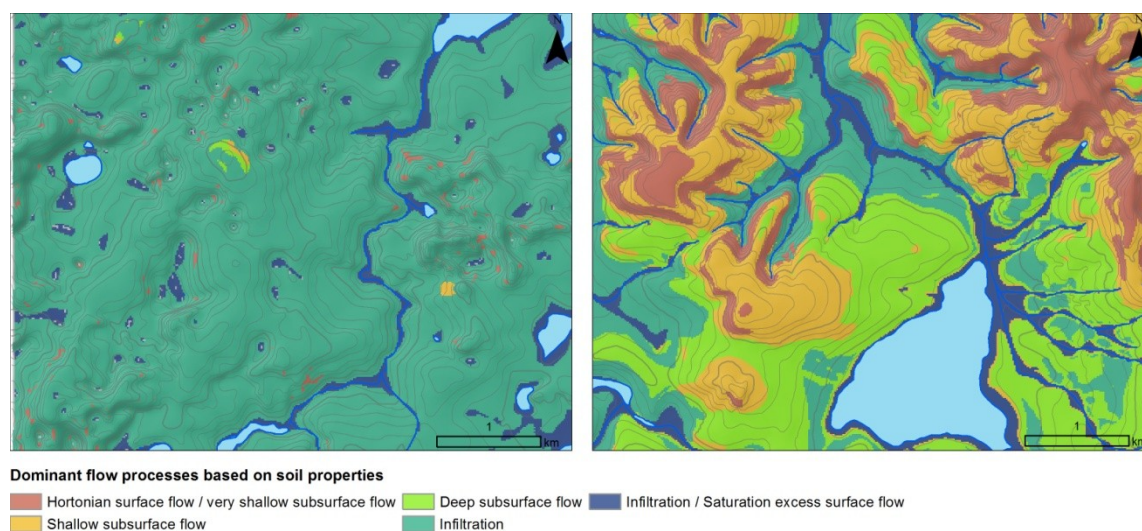 N
N
1
km
1
km
Dominant flow processes based on soil properties
Hortonian surface flow / very shallow subsurface flow
Deep subsurface flow
Infiltration / Saturation excess surface flow
Shallow subsurface flow
Infiltration